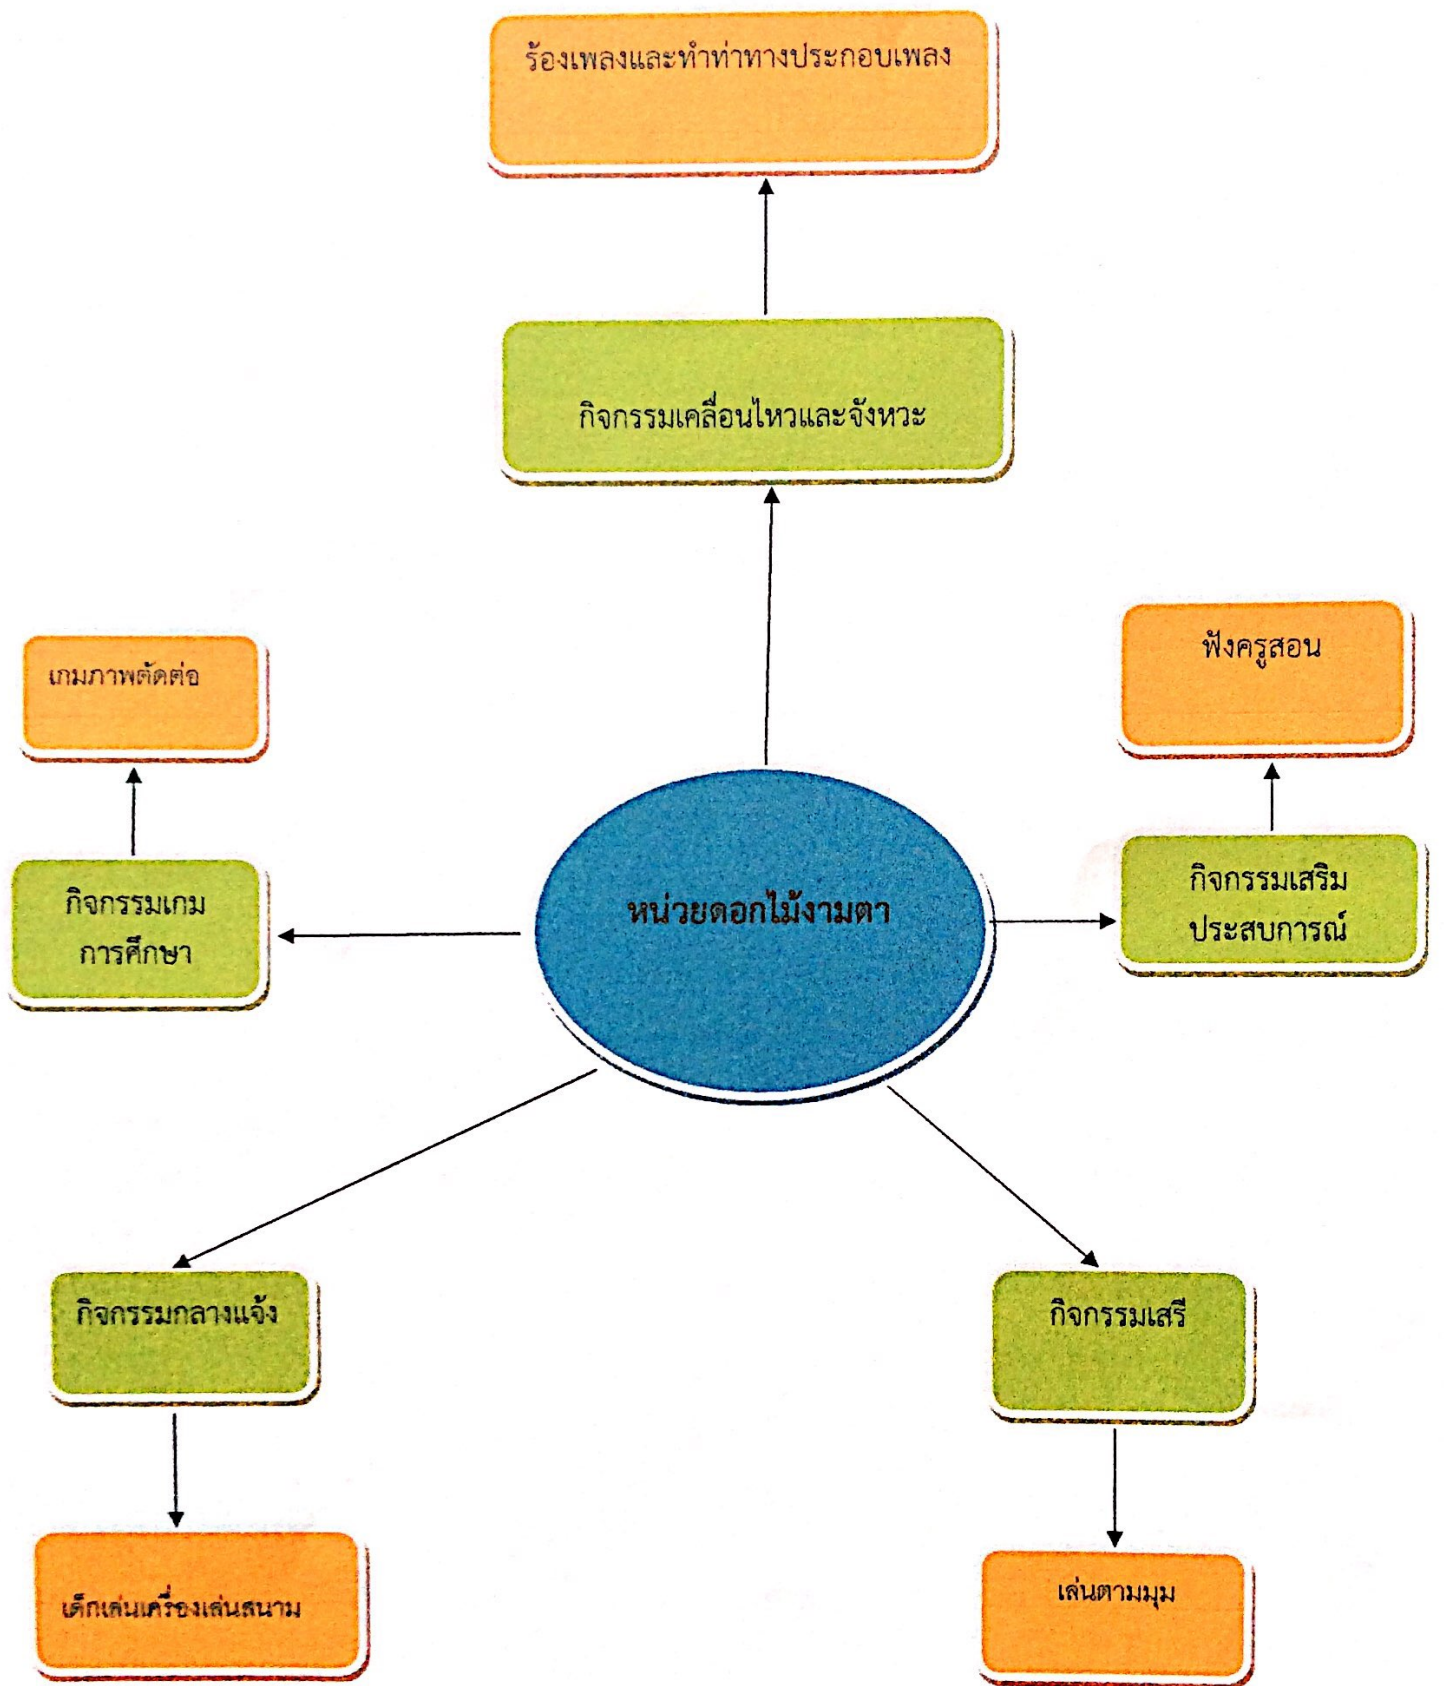 ร้องเพลงและทำท่าทางประกอบเพลง
กิจกรรมเคลื่อนไหวและจังหวะ
เกมภาพตัดต่อ
ฟังครูสอน
กิจกรรมเกม
การศึกษา
หน่วยดอกไม้งามตา
กิจกรรมเสริม
ประสบการณ์
กิจกรรมกลางแจ้ง
กิจกรรมเสรี
เด็กเล่นเครื่องเล่นสนาม
เล่นตามมุม